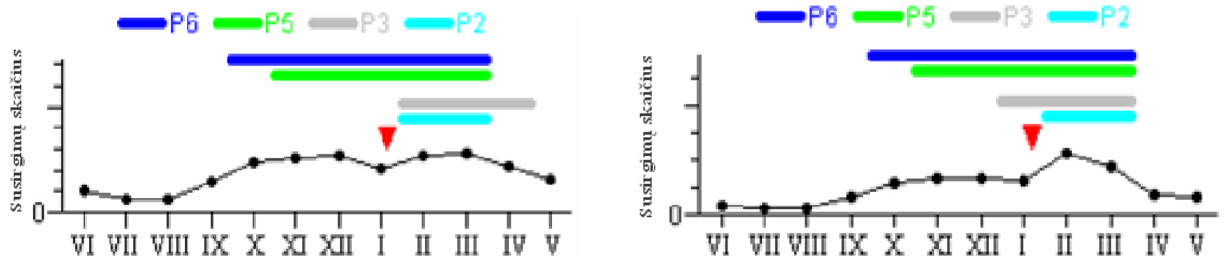 P6 P5 P3 P2
Susirgimų skaičius
0
VI VII VIII IX X XI XII I II III IV V
P6 P5 P3 P2
Susirgimų skaičius
0
VI VII VIII IX X XI XII I II III IV V